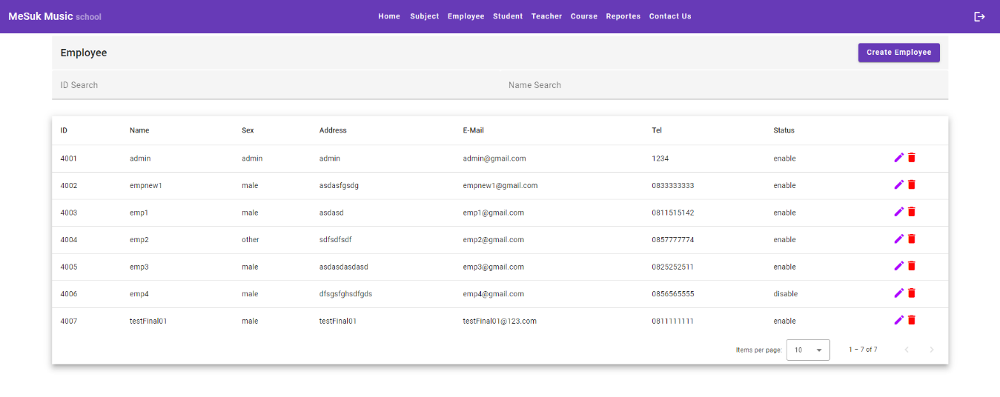 MeSuk Music school Home Subject Employee Student Teacher Course Reportes Contact Us
Employee Create Employee
ID Search Name Search
ID Name Sex Address E-Mail Tel Status
4001 admin admin admin admin@gmail.com 1234 enable
4002 empnew1 male asdasfgsdg empnew1@gmail.com 0833333333 enable
4003 emp1 male asdasd emp1@gmail.com 0811515142 enable
4004 emp2 other sdfsdfsdf emp2@gmail.com 0857777774 enable
4005 emp3 male asdasdasdasd emp3@gmail.com 0825252511 enable
4006 emp4 male dfsgsfghsdfgds emp4@gmail.com 0856565555 disable
4007 testFinal01 male testFinal01 testFinal01@123.com 0811111111 enable
Items per page: 10 1 – 7 of 7